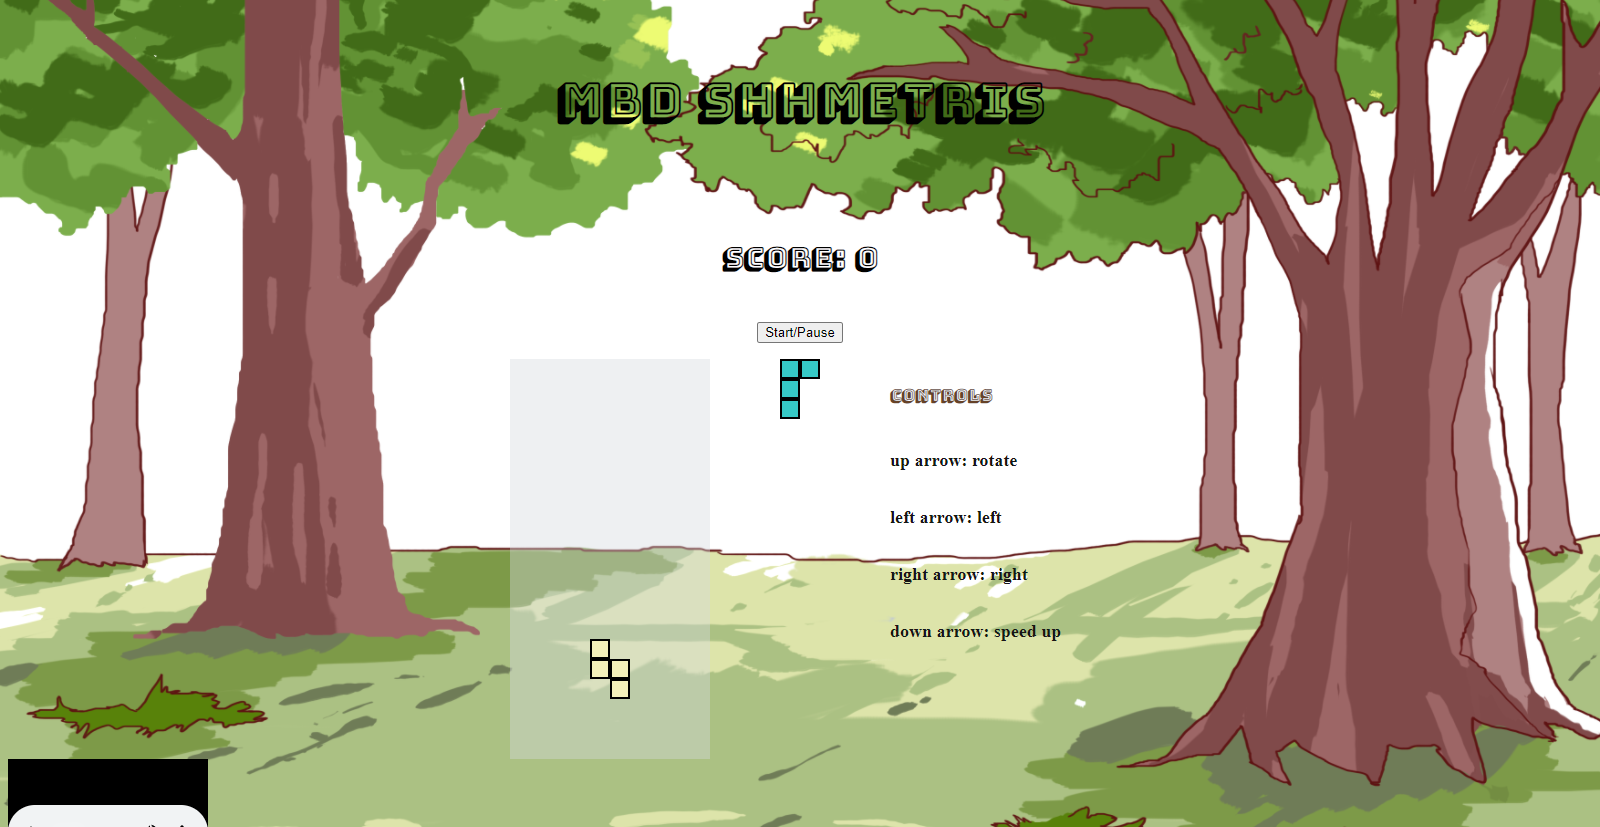 MBD SHHMETRIS
SCORE: 0
Start/Pause
CONTROLS
up arrow: rotate
left arrow: left
right arrow: right
down arrow: speed up